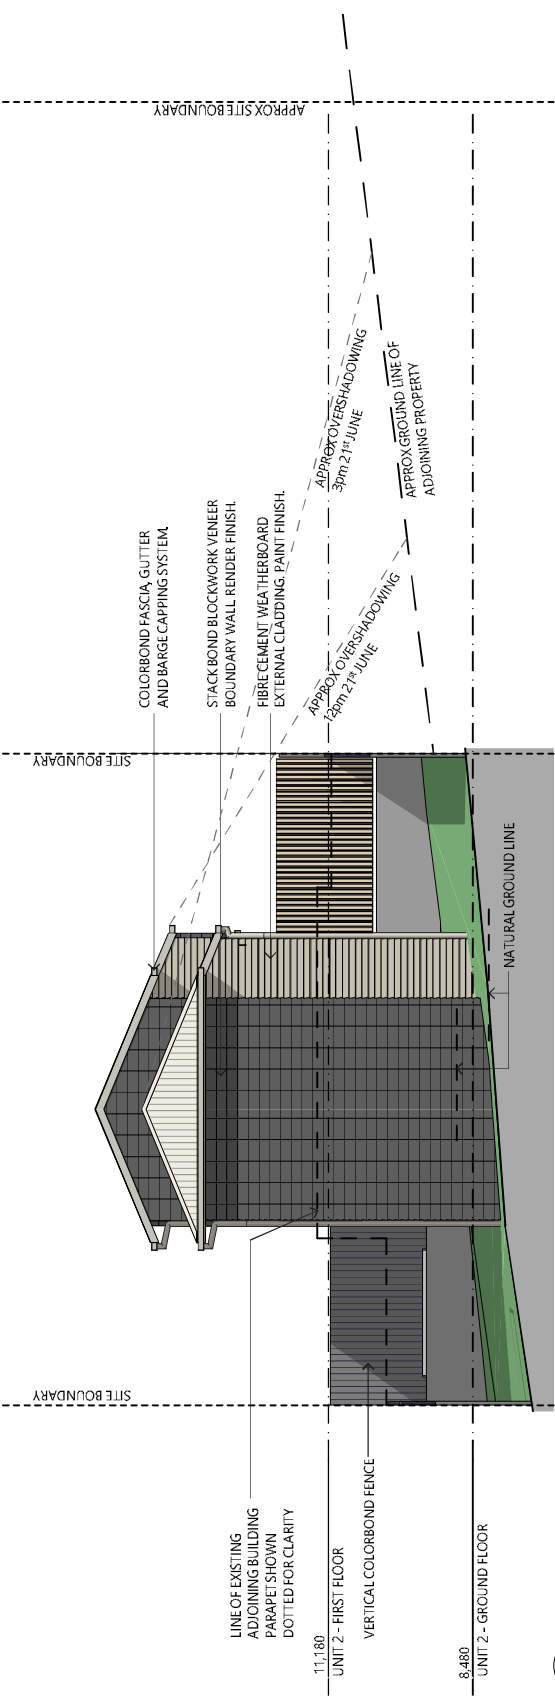 APPROX SITE BOUNDARY
APPROX OVERSHADOWING
3pm 21st JUNE
APPROX GROUND LINE OF
ADJOINING PROPERTY
COLORBOND FASCIA, GUTTER
AND BARGE CAPPING SYSTEM.
STACK BOND BLOCKWORK VENEER
BOUNDARY WALL. RENDER FINISH.
FIBRE CEMENT WEATHERBOARD
EXTERNAL CLADDING. PAINT FINISH.
APPROX OVERSHADOWING
12pm 21st JUNE
SITE BOUNDARY
NATURAL GROUND LINE
SITE BOUNDARY
LINE OF EXISTING
ADJOINING BUILDING
PARAPET SHOWN
DOTTED FOR CLARITY
VERTICAL COLORBOND FENCE
11,180
UNIT 2 - FIRST FLOOR
8,480
UNIT 2 - GROUND FLOOR